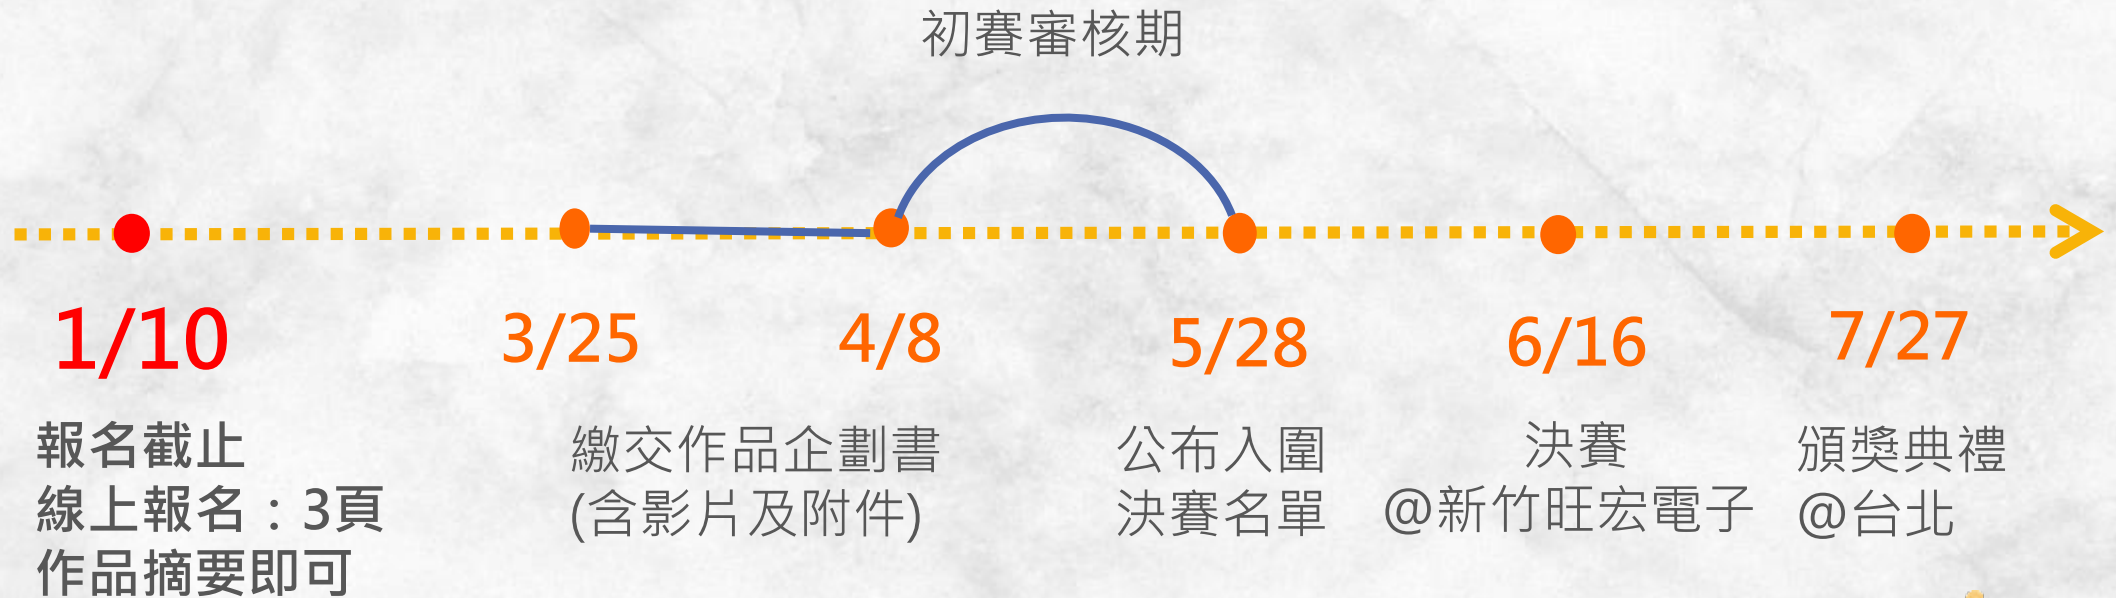 初賽審核期
1/10
3/25
4/8
5/28
6/16
7/27
報名截止
線上報名：3頁
作品摘要即可
繳交作品企劃書
(含影片及附件)
公布入圍
決賽名單
決賽
@新竹旺宏電子
頒獎典禮
@台北